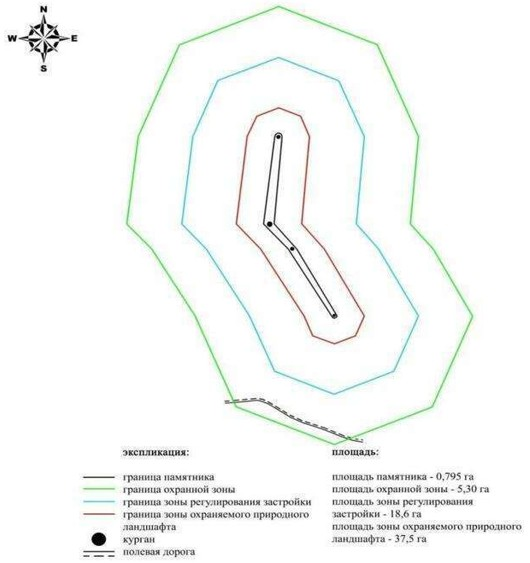 N
W E
S
экспликация:
граница памятника
граница охранной зоны
граница зоны регулирования застройки
граница зоны охраняемого природного
ландшафта
курган
полевая дорога
площадь:
площадь памятника - 0,795 га
площадь охранной зоны - 5,30 га
площадь зоны регулирования
застройки - 18,6 га
площадь зоны охраняемого природного
ландшафта - 37,5 га